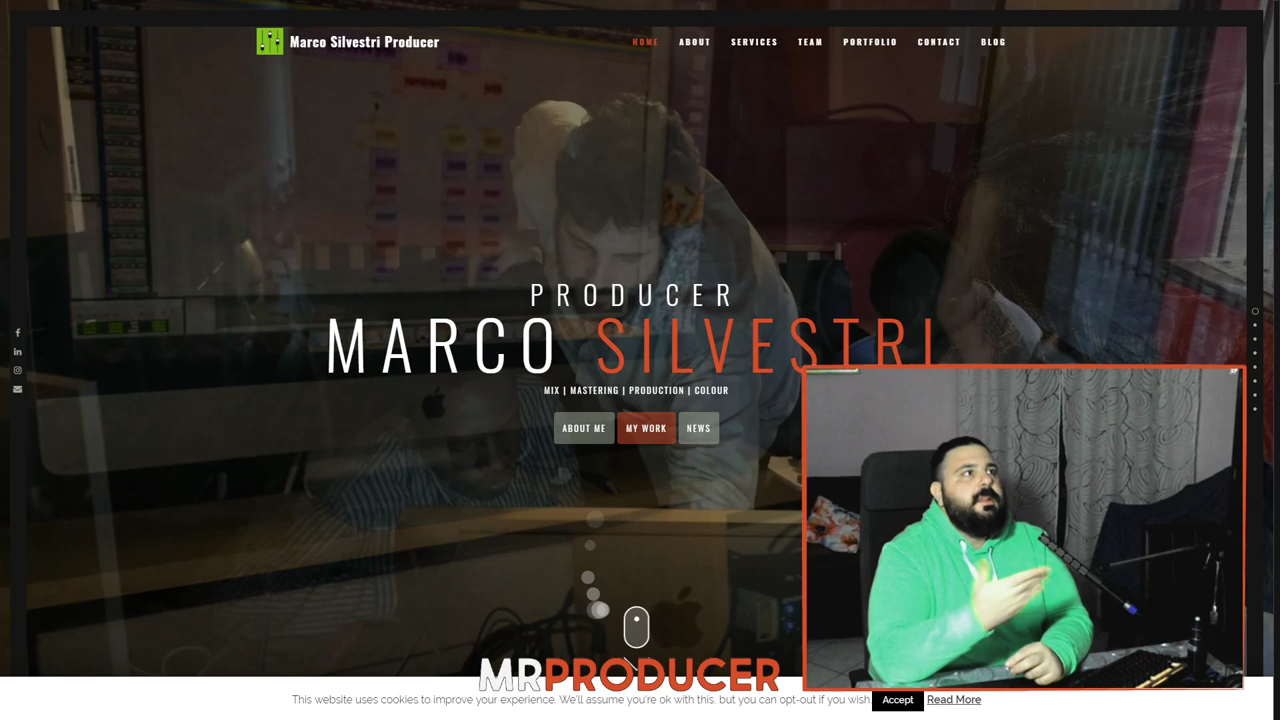 Marco Silvestri Producer
HOME ABOUT SERVICES TEAM PORTFOLIO CONTACT BLOG
PRODUCER
MARCO SILVESTRI
MIX | MASTERING | PRODUCTION | COLOUR
ABOUT ME MY WORK NEWS
MRPRODUCER
This website uses cookies to improve your experience. We'll assume you're ok with this, but you can opt-out if you wish. Accept Read More